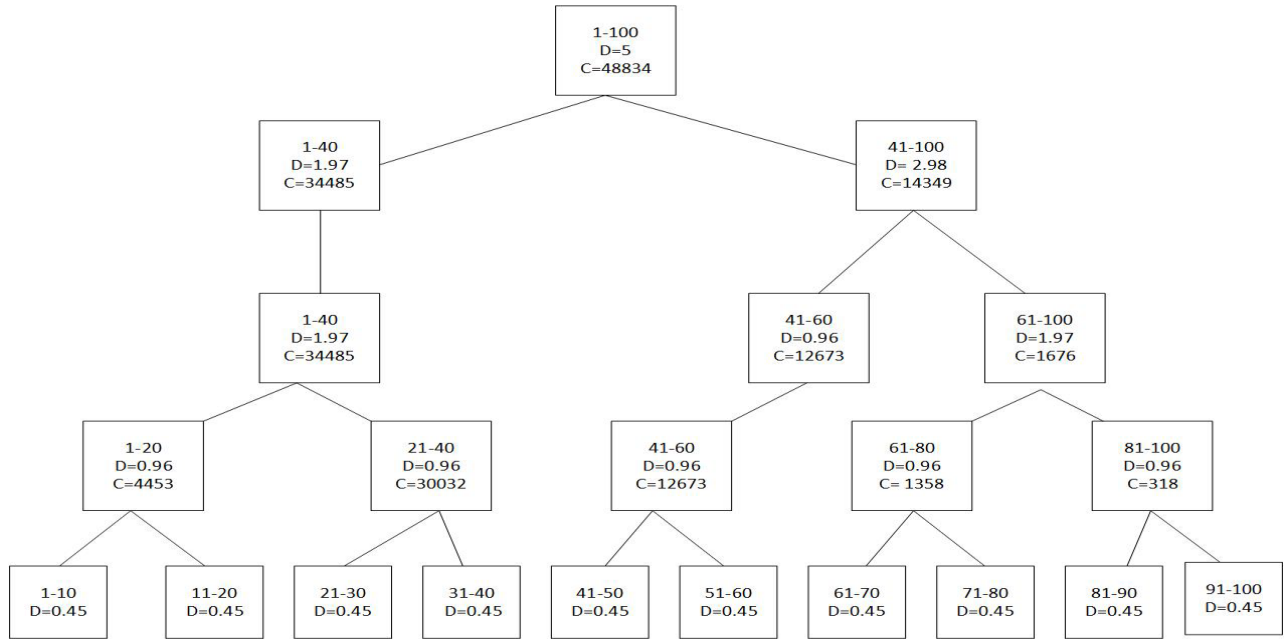 1-100
D=5
C=48834
1-40
D=1.97
C=34485
41-100
D= 2.98
C=14349
1-40
D=1.97
C=34485
41-60
D=0.96
C=12673
61-100
D=1.97
C=1676
1-20
D=0.96
C=4453
21-40
D=0.96
C=30032
41-60
D=0.96
C=12673
61-80
D=0.96
C= 1358
81-100
D=0.96
C=318
1-10
D=0.45
11-20
D=0.45
21-30
D=0.45
31-40
D=0.45
41-50
D=0.45
51-60
D=0.45
61-70
D=0.45
71-80
D=0.45
81-90
D=0.45
91-100
D=0.45